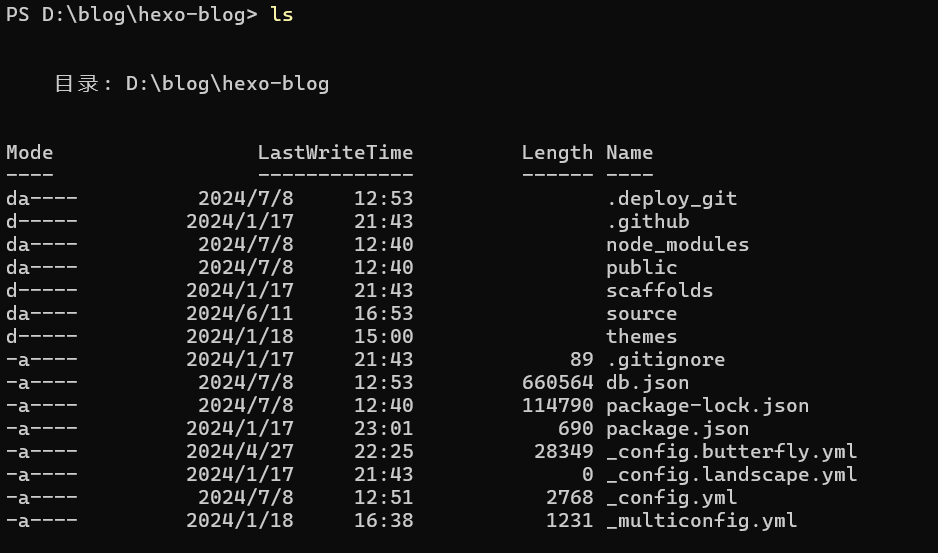 PS D:\blog\hexo-blog> ls
目录: D:\blog\hexo-blog
Mode LastWriteTime Length Name
---- ------------- ------ ----
da---- 2024/7/8 12:53 .deploy_git
d----- 2024/1/17 21:43 .github
da---- 2024/7/8 12:40 node_modules
da---- 2024/7/8 12:40 public
d----- 2024/1/17 21:43 scaffolds
da---- 2024/6/11 16:53 source
d----- 2024/1/18 15:00 themes
-a---- 2024/1/17 21:43 89 .gitignore
-a---- 2024/7/8 12:53 660564 db.json
-a---- 2024/7/8 12:40 114790 package-lock.json
-a---- 2024/1/17 23:01 690 package.json
-a---- 2024/4/27 22:25 28349 _config.butterfly.yml
-a---- 2024/1/17 21:43 0 _config.landscape.yml
-a---- 2024/7/8 12:51 2768 _config.yml
-a---- 2024/1/18 16:38 1231 _multiconfig.yml